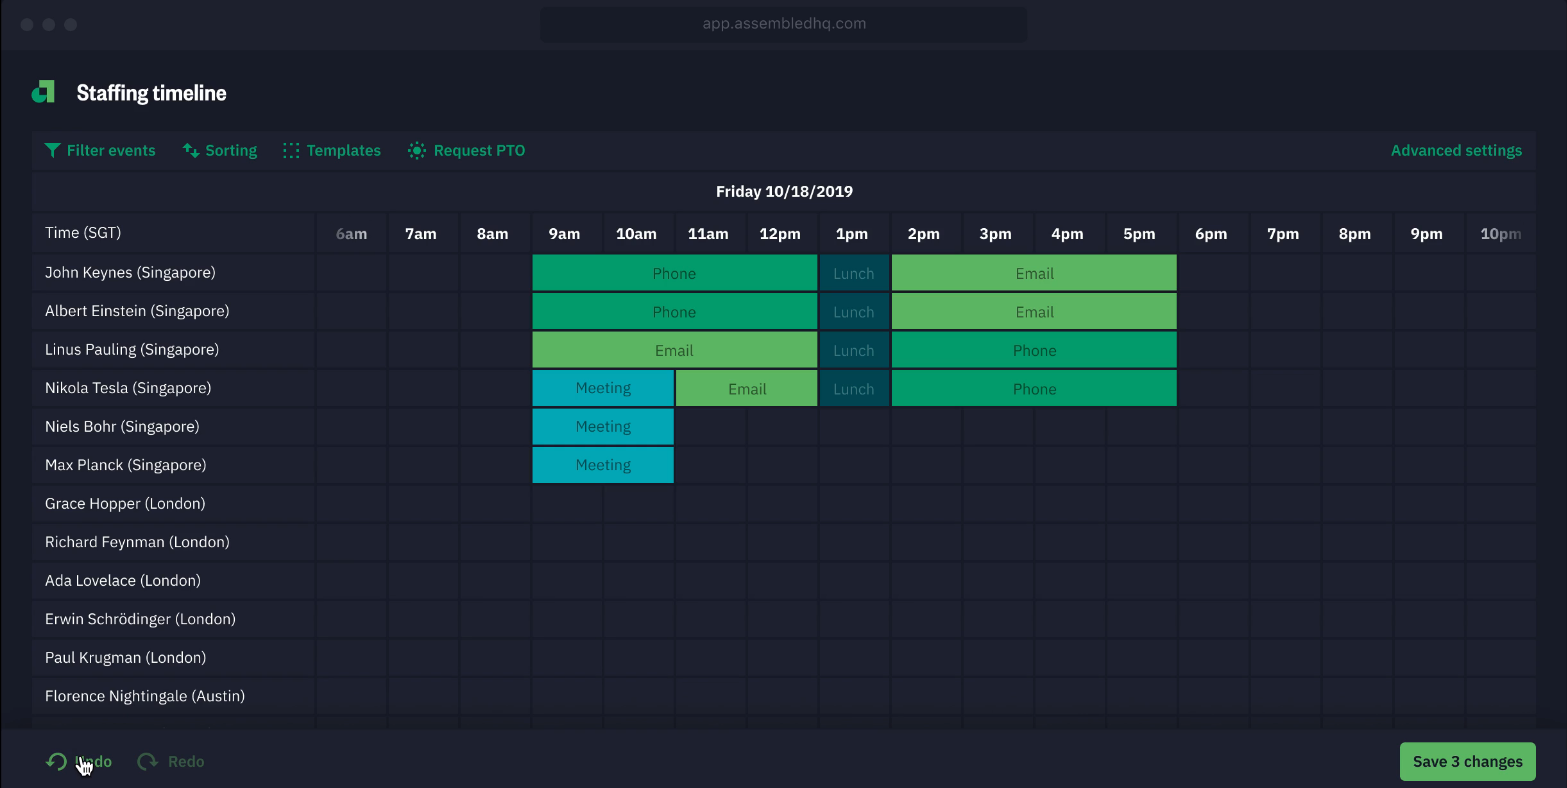 app.assembledhq.com
Staffing timeline
Filter events Sorting Templates Request PTO Advanced settings
Friday 10/18/2019
Time (SGT) 6am 7am 8am 9am 10am 11am 12pm 1pm 2pm 3pm 4pm 5pm 6pm 7pm 8pm 9pm 10pm
John Keynes (Singapore) Phone Lunch Email
Albert Einstein (Singapore) Phone Lunch Email
Linus Pauling (Singapore) Email Lunch Phone
Nikola Tesla (Singapore) Meeting Email Lunch Phone
Niels Bohr (Singapore) Meeting
Max Planck (Singapore) Meeting
Grace Hopper (London)
Richard Feynman (London)
Ada Lovelace (London)
Erwin Schrödinger (London)
Paul Krugman (London)
Florence Nightingale (Austin)
Undo Redo Save 3 changes